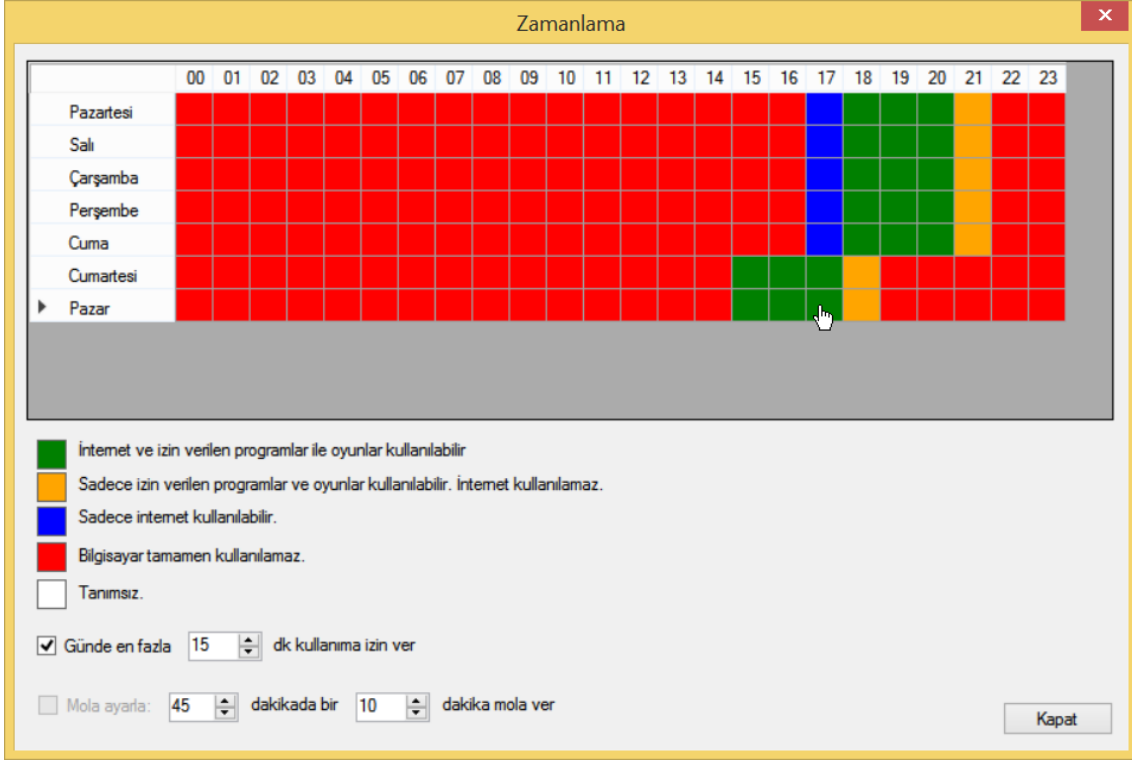 Zamanlama
00 01 02 03 04 05 06 07 08 09 10 11 12 13 14 15 16 17 18 19 20 21 22 23
Pazartesi
Salı
Çarşamba
Perşembe
Cuma
Cumartesi
Pazar
İnternet ve izin verilen programlar ile oyunlar kullanılabilir
Sadece izin verilen programlar ve oyunlar kullanılabilir. İnternet kullanılamaz.
Sadece internet kullanılabilir.
Bilgisayar tamamen kullanılamaz.
Tanımsız.
Günde en fazla 15 dk kullanıma izin ver
Mola ayarla: 45 dakikada bir 10 dakika mola ver
Kapat